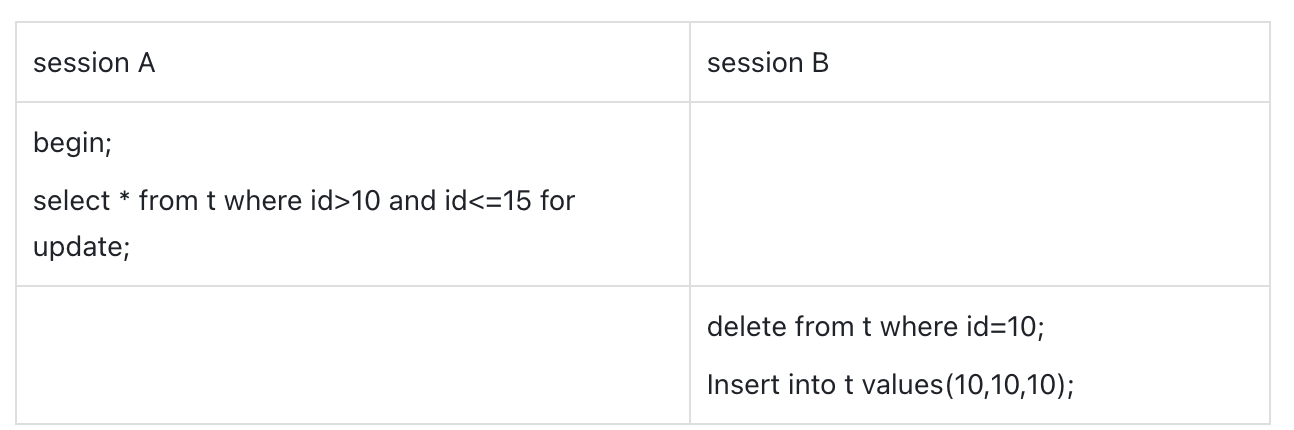 session A
session B
begin;
select * from t where id>10 and id<=15 for
update;
delete from t where id=10;
Insert into t values(10,10,10);